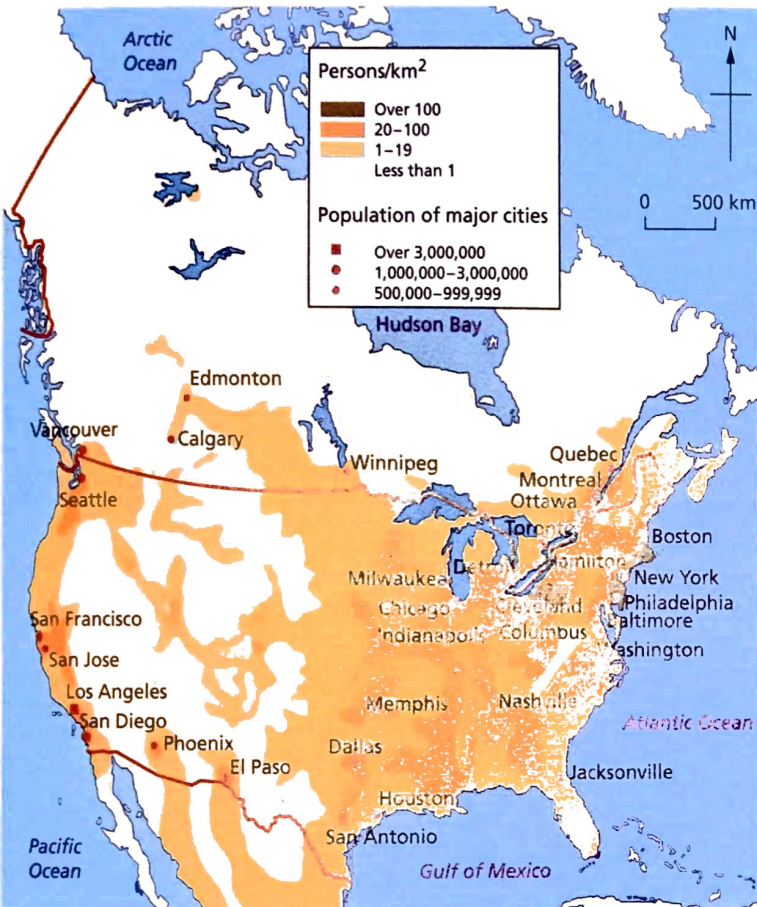 Arctic
Ocean
N
Persons/km²
Over 100
20–100
1–19
Less than 1
0 500 km
Population of major cities
Over 3,000,000
1,000,000–3,000,000
500,000–999,999
Hudson Bay
Edmonton
Vancouver
Calgary
Winnipeg
Quebec
Montreal
Ottawa
Seattle
Toronto
Boston
Hamilton
Milwaukee
New York
Chicago
Cleveland
Philadelphia
Baltimore
San Francisco
Indianapolis
Columbus
Washington
San Jose
Los Angeles
Memphis
Nashville
San Diego
Atlantic Ocean
Phoenix
Dallas
El Paso
Jacksonville
Houston
San Antonio
Pacific
Ocean
Gulf of Mexico